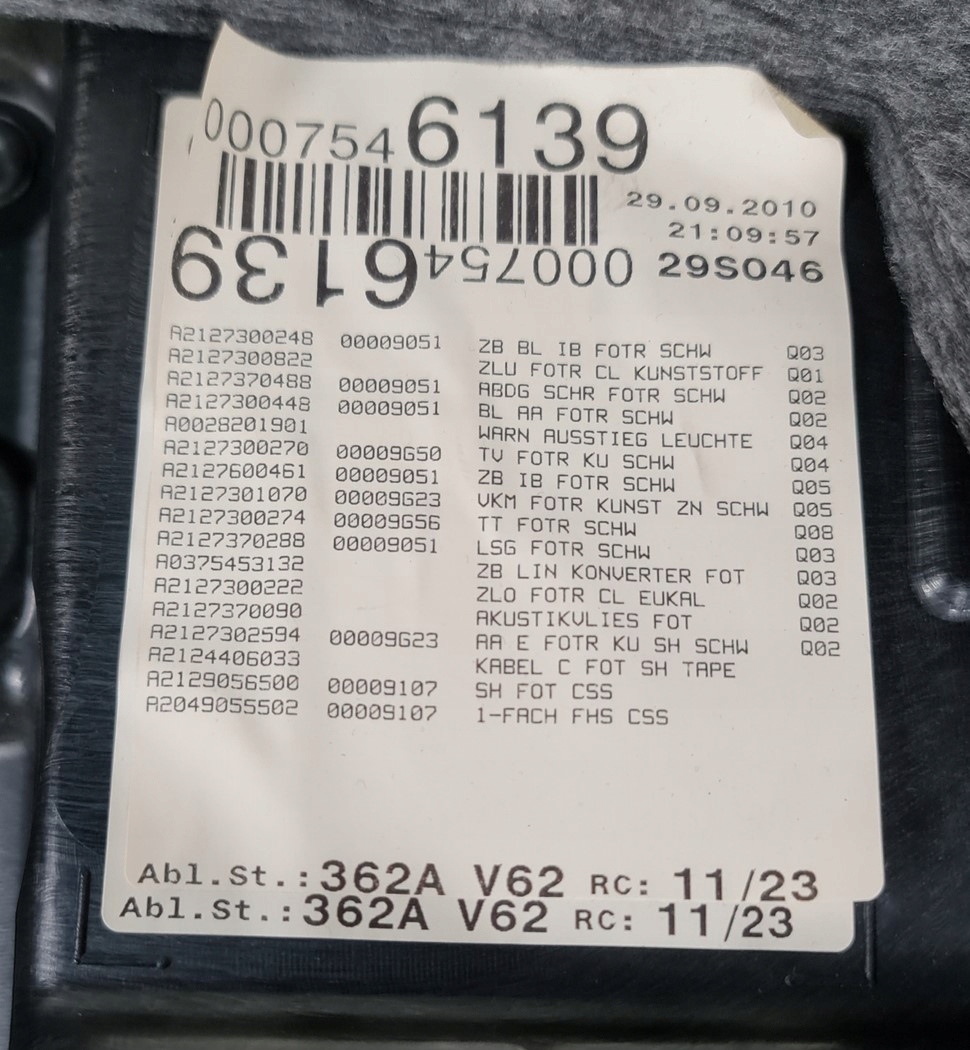 0007546139
29.09.2010
21:09:57
0007546139 29S046
A2127300248 00009051 ZB BL IB FOTR SCHW Q03
A2127300822 ZLU FOTR CL KUNSTSTOFF Q01
A2127370488 00009051 ABDG SCHR FOTR SCHW Q02
A2127300448 00009051 BL AA FOTR SCHW Q02
A0028201901 WARN AUSSTIEG LEUCHTE Q04
A2127300270 00009G50 TV FOTR KU SCHW Q04
A2127600461 00009051 ZB IB FOTR SCHW Q05
A2127301070 00009G23 VKM FOTR KUNST ZN SCHW Q05
A2127300274 00009G56 TT FOTR SCHW Q08
A2127370288 00009051 LSG FOTR SCHW Q03
A0375453132 ZB LIN KONVERTER FOT Q03
A2127300222 ZLO FOTR CL EUKAL Q02
A2127370090 AKUSTIKVLIES FOT Q02
A2127302594 00009G23 AA E FOTR KU SH SCHW Q02
A2124406033 KABEL C FOT SH TAPE
A2129056500 00009107 SH FOT CSS
A2049055502 00009107 1-FACH FHS CSS
Abl.St.:362A V62 RC: 11/23
Abl.St.:362A V62 RC: 11/23